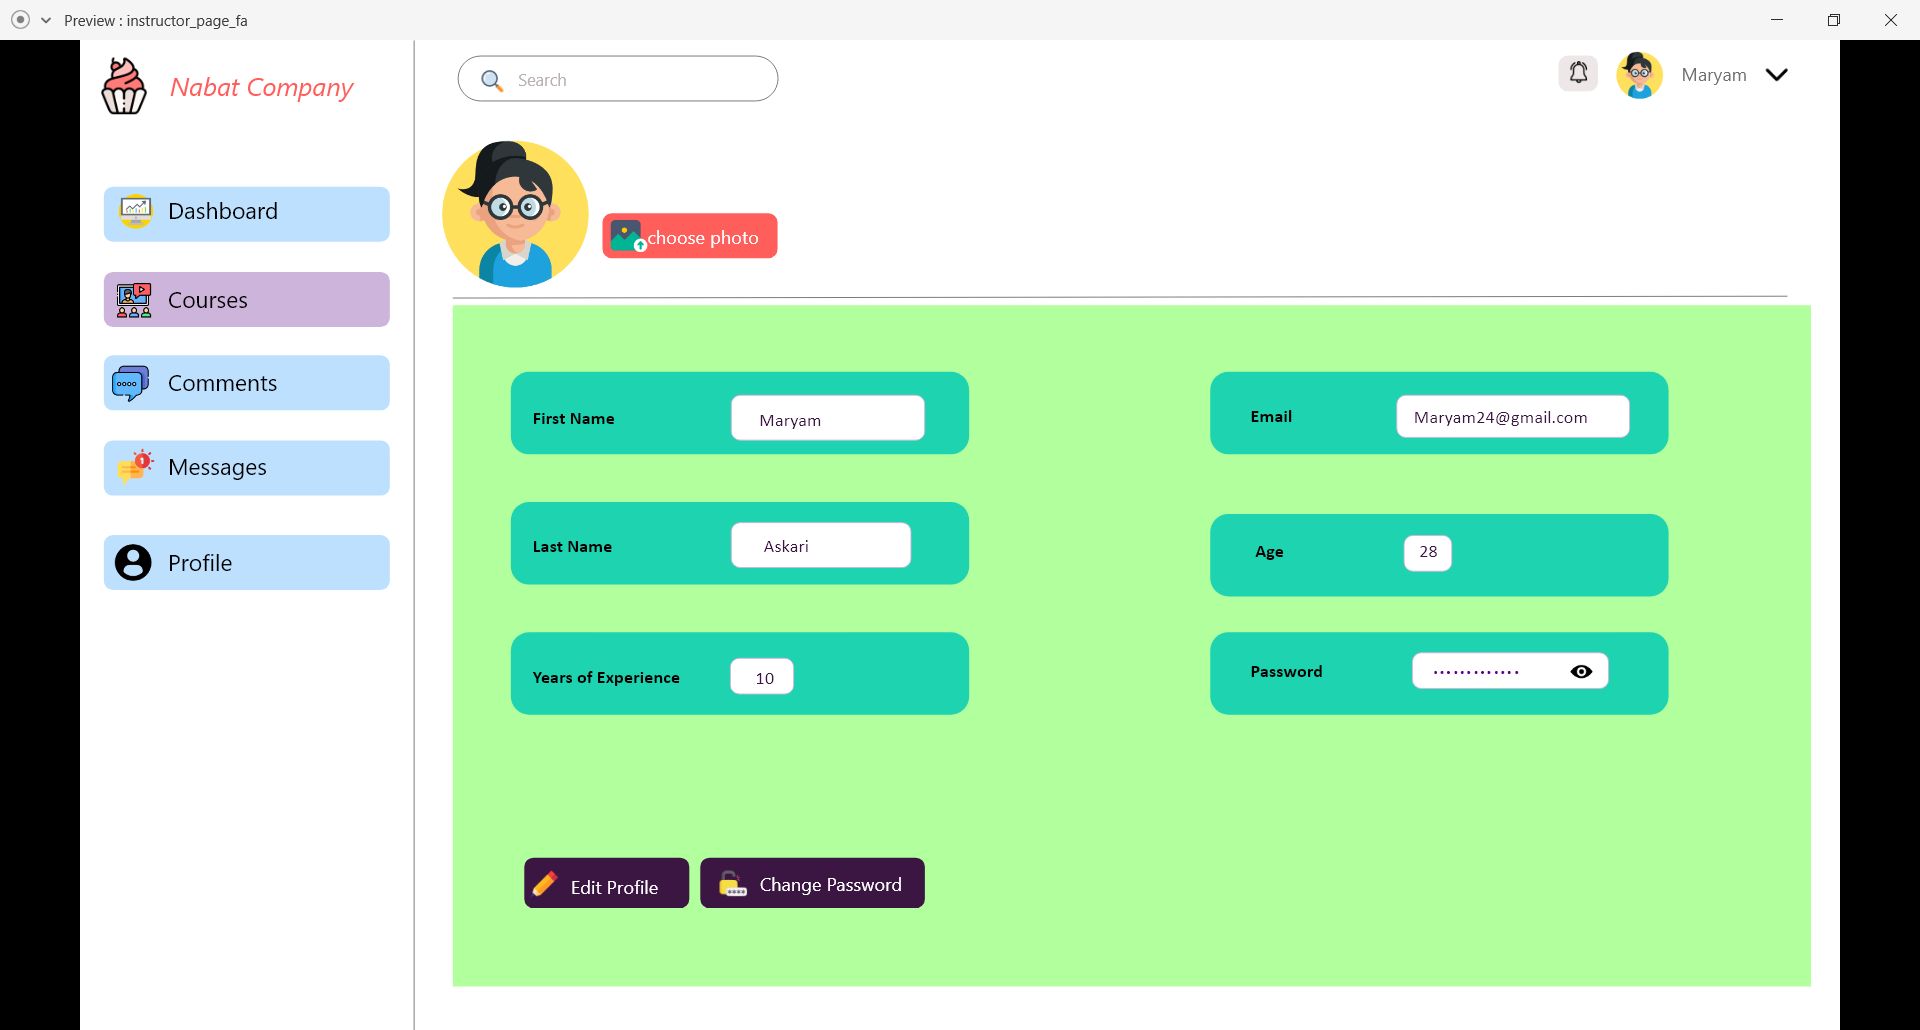 Preview : instructor_page_fa
Nabat Company
Search
Maryam
Dashboard
Courses
Comments
1
Messages
Profile
choose photo
First Name
Maryam
Email
Maryam24@gmail.com
Last Name
Askari
Age
28
Years of Experience
10
Password
•••••••••••••
Edit Profile
****
Change Password